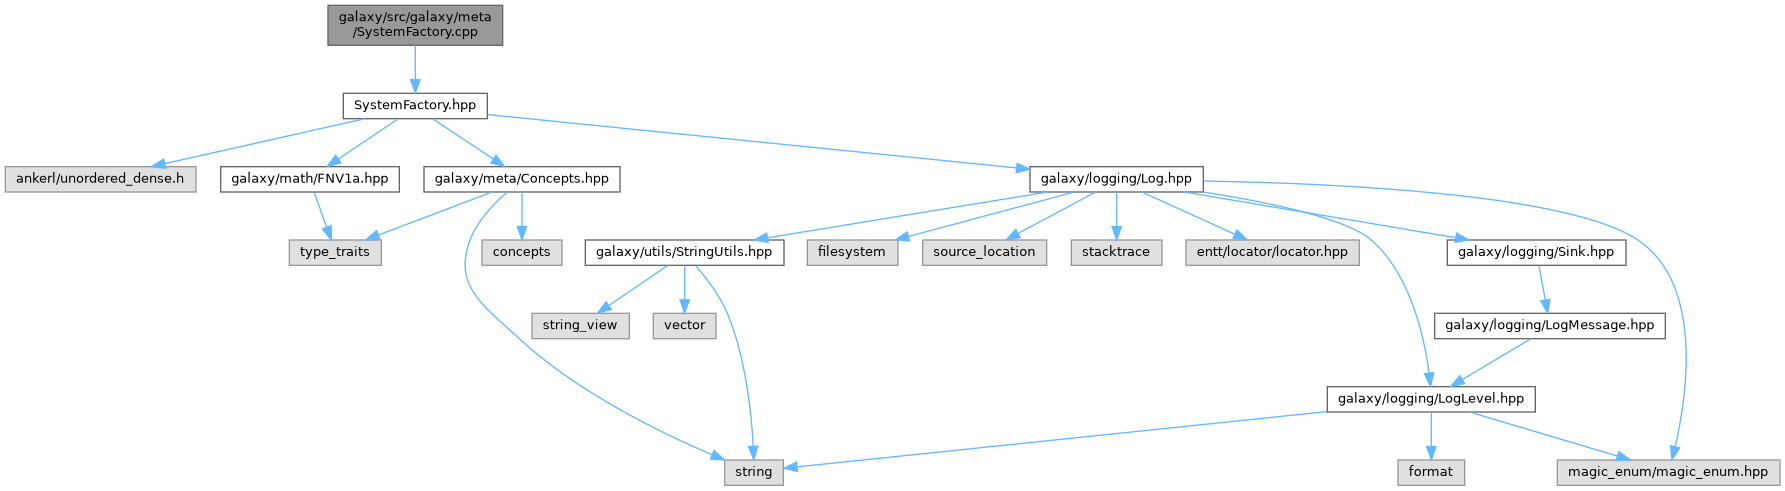 galaxy/src/galaxy/meta
/SystemFactory.cpp
SystemFactory.hpp
ankerl/unordered_dense.h
galaxy/math/FNV1a.hpp
galaxy/meta/Concepts.hpp
galaxy/logging/Log.hpp
type_traits
concepts
galaxy/utils/StringUtils.hpp
filesystem
source_location
stacktrace
entt/locator/locator.hpp
galaxy/logging/Sink.hpp
string_view
vector
galaxy/logging/LogMessage.hpp
galaxy/logging/LogLevel.hpp
string
format
magic_enum/magic_enum.hpp